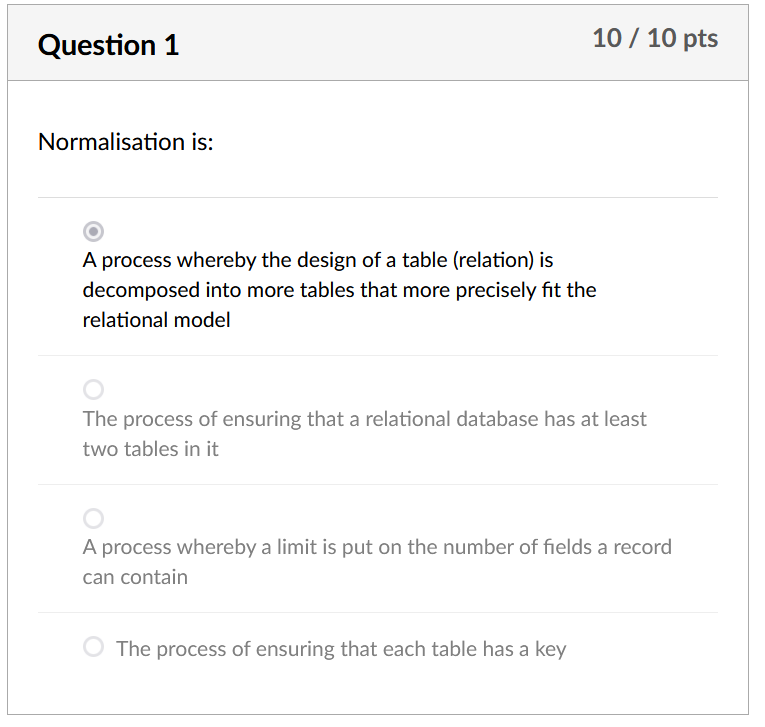 Question 1
10 / 10 pts
Normalisation is:
A process whereby the design of a table (relation) is
decomposed into more tables that more precisely fit the
relational model
The process of ensuring that a relational database has at least
two tables in it
A process whereby a limit is put on the number of fields a record
can contain
The process of ensuring that each table has a key